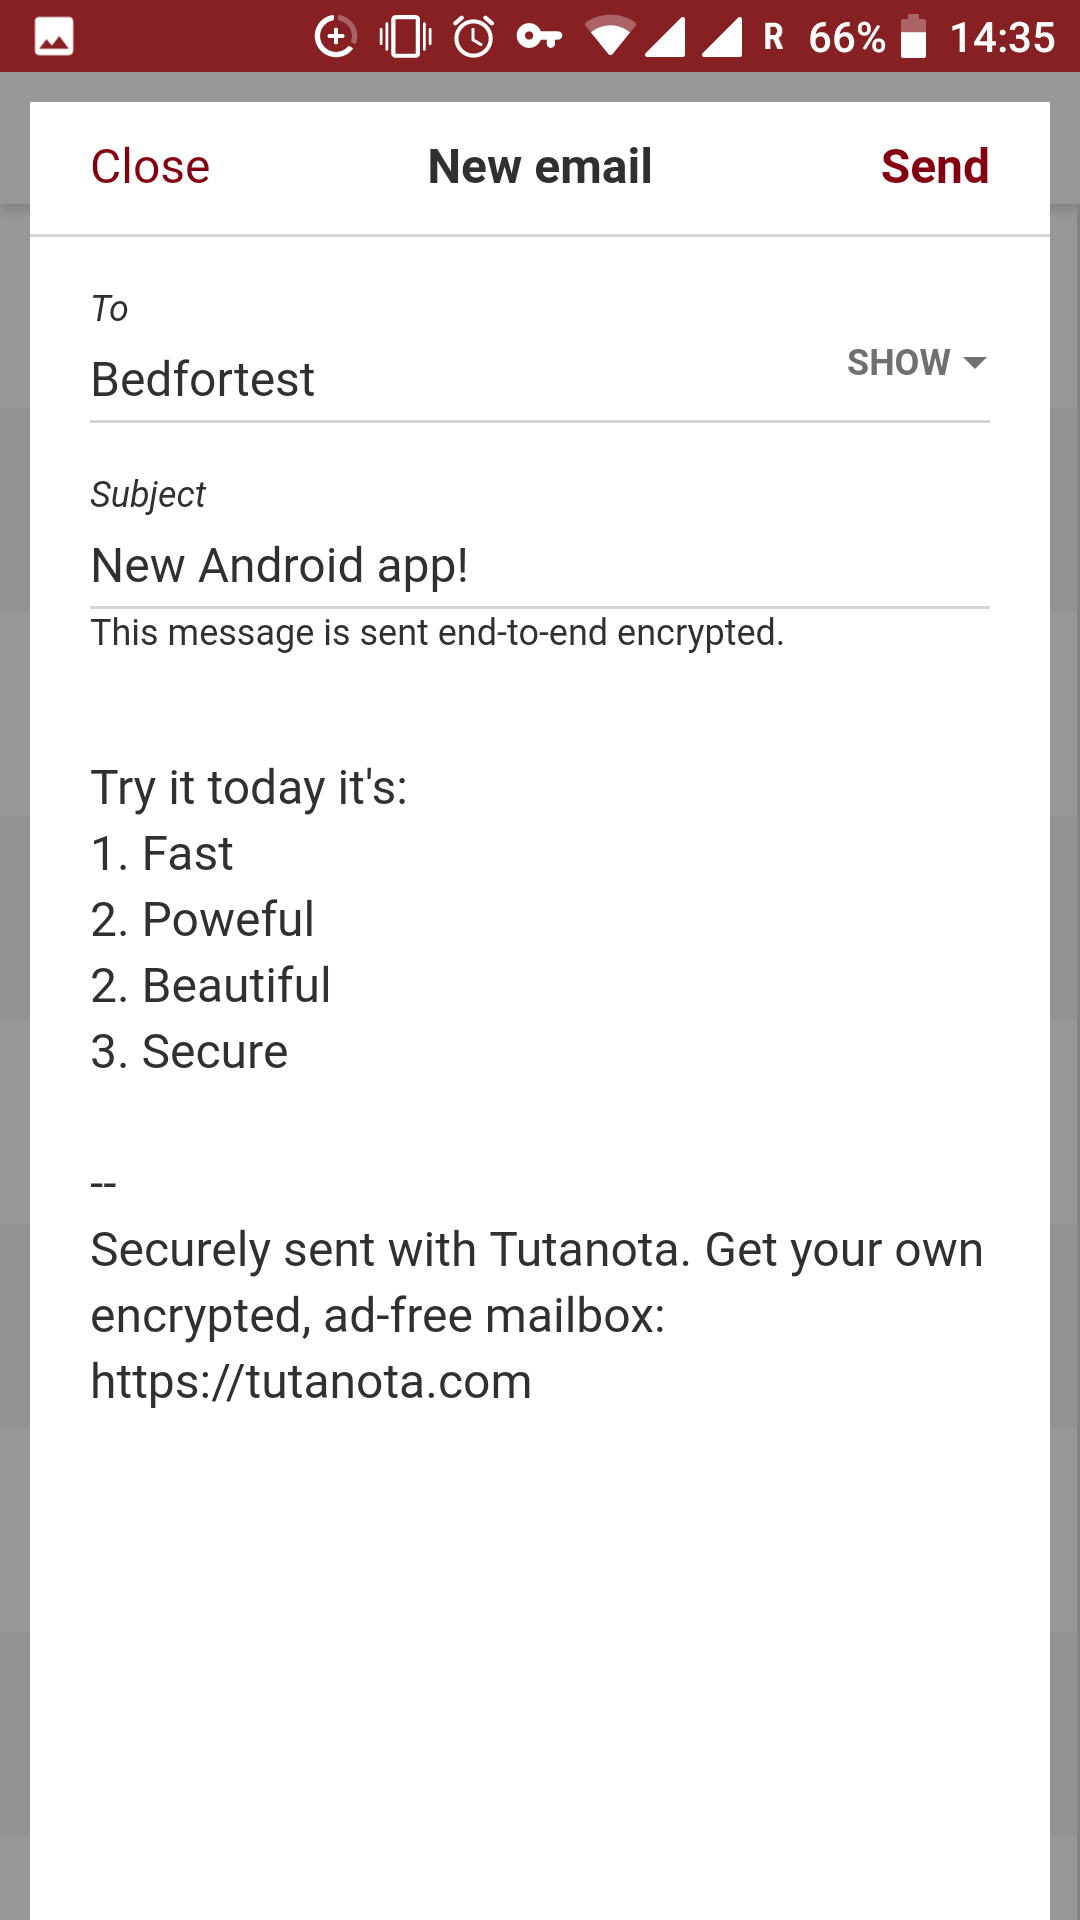 R 66% 14:35
Close New email Send
To
Bedfortest SHOW
Subject
New Android app!
This message is sent end-to-end encrypted.
Try it today it's:
1. Fast
2. Poweful
2. Beautiful
3. Secure
--
Securely sent with Tutanota. Get your own
encrypted, ad-free mailbox:
https://tutanota.com